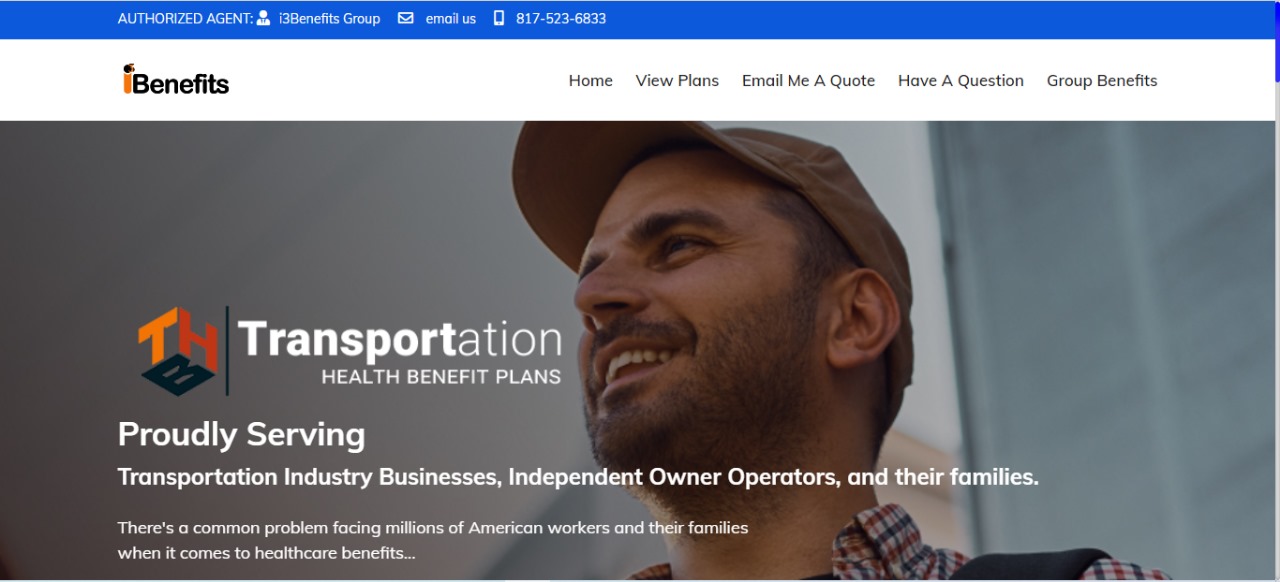 AUTHORIZED AGENT: i3Benefits Group email us 817-523-6833
iBenefits
Home View Plans Email Me A Quote Have A Question Group Benefits
THB
Transportation
HEALTH BENEFIT PLANS
Proudly Serving
Transportation Industry Businesses, Independent Owner Operators, and their families.
There's a common problem facing millions of American workers and their families
when it comes to healthcare benefits...